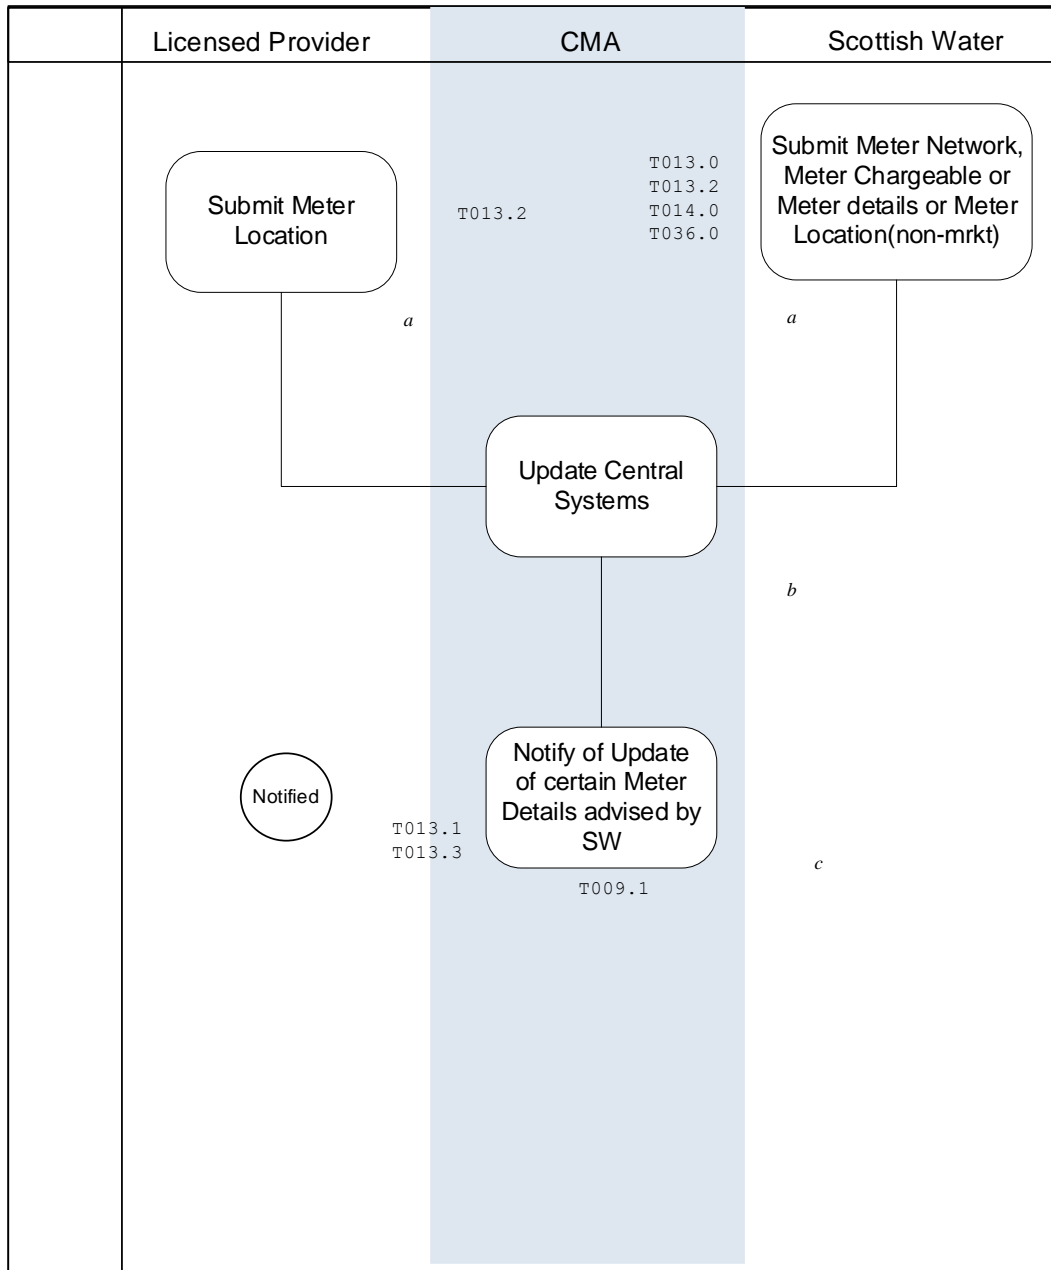 Licensed Provider
CMA
Scottish Water
Submit Meter
Location
T013.2
T013.0
T013.2
T014.0
T036.0
Submit Meter Network,
Meter Chargeable or
Meter details or Meter
Location(non-mrkt)
a
a
Update Central
Systems
b
Notified
T013.1
T013.3
Notify of Update
of certain Meter
Details advised by
SW
T009.1
c